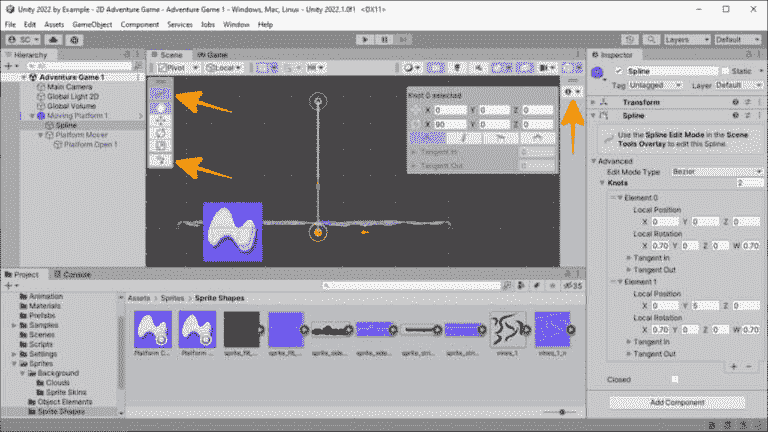 Unity 2022 by Example - 2D Adventure Game - Adventure Game 1 - Windows, Mac, Linux - Unity 2022.1.0f1 <DX11>
File Edit Assets GameObject Component Services Jobs Window Help
SC
Layers Default
Hierarchy
All
Adventure Game 1
Main Camera
Global Light 2D
Global Volume
Moving Platform 1
Spline
Platform Mover
Platform Open 1
Scene Game
Pivot Local 2D
Knot 0 selected
X 0 Y 0 Z 0
X 90 Y 0 Z 0
Tangent In 0
Tangent Out 0
Inspector
Spline Static
Tag Untagged Layer Default
Transform
Spline
Use the Spline Edit Mode in the Scene
Tools Overlay to edit this Spline.
Advanced
Edit Mode Type Bezier
Knots 2
Element 0
Local Position
X 0 Y 0 Z 0
Local Rotation
X 0.70 Y 0 Z 0 W 0.70
Tangent In
Tangent Out
Element 1
Local Position
X 0 Y 5 Z 0
Local Rotation
X 0.70 Y 0 Z 0 W 0.70
Tangent In
Tangent Out
Closed
Add Component
Project Console
35
Animation
Materials
Prefabs
Samples
Scenes
Scripts
Settings
Sprites
Background
Clouds
Sprite Skins
Object Elements
Sprite Shapes
Assets > Sprites > Sprite Shapes
Platform C... Platform ... sprite_fill_... sprite_fill_... sprite_side... sprite_side... sprite_stri... sprite_stri... vines_1 vines_1_n